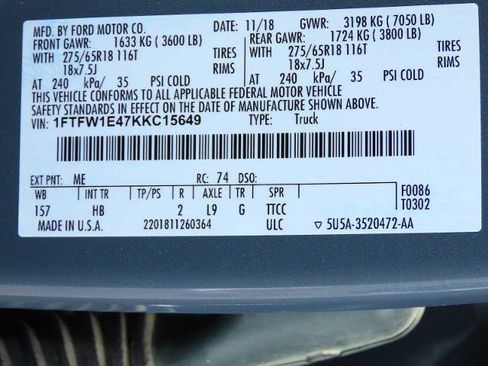 MFD. BY FORD MOTOR CO. 11/18 GVWR: 3198 KG ( 7050 LB)
FRONT GAWR: 1633 KG ( 3600 LB) REAR GAWR: 1724 KG ( 3800 LB)
WITH 275/65R18 116T TIRES WITH 275/65R18 116T TIRES
18x7.5J RIMS 18x7.5J RIMS
AT 240 kPa/ 35 PSI COLD AT 240 kPa/ 35 PSI COLD
THIS VEHICLE CONFORMS TO ALL APPLICABLE FEDERAL MOTOR VEHICLE
SAFETY STANDARDS IN EFFECT ON THE DATE OF MANUFACTURE SHOWN ABOVE.
VIN: 1FTFW1E47KKC15649 TYPE: Truck
EXT PNT: ME RC: 74 DSO: F0086
WB INT TR TP/PS R AXLE TR SPR T0302
157 HB 2 L9 G TTCC
MADE IN U.S.A. 2201811260364 ULC ▽ 5U5A-3520472-AA